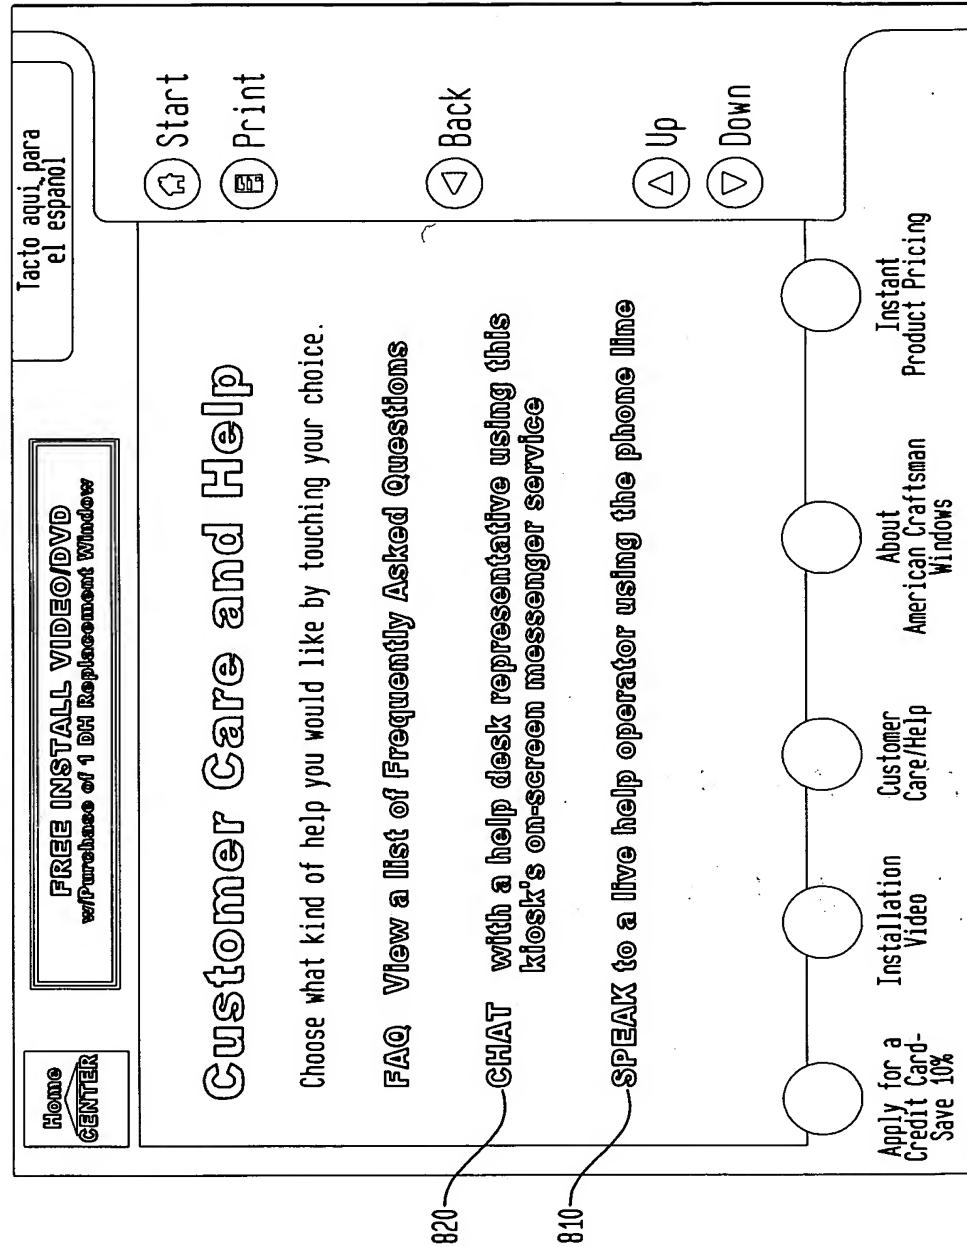 Home
CENTER
FREE INSTALL VIDEO/DVD
w/Purchase of 1 DH Replacement Window
Tacto aquí, para
el español
Customer Care and Help
Choose what kind of help you would like by touching your choice.
FAQ View a list of Frequently Asked Questions
820
CHAT with a help desk representative using this
kiosk's on-screen messenger service
810
SPEAK to a live help operator using the phone line
Start
Print
Back
Up
Down
Apply for a
Credit Card-
Save 10%
Installation
Video
Customer
Care/Help
About
American Craftsman
Windows
Instant
Product Pricing